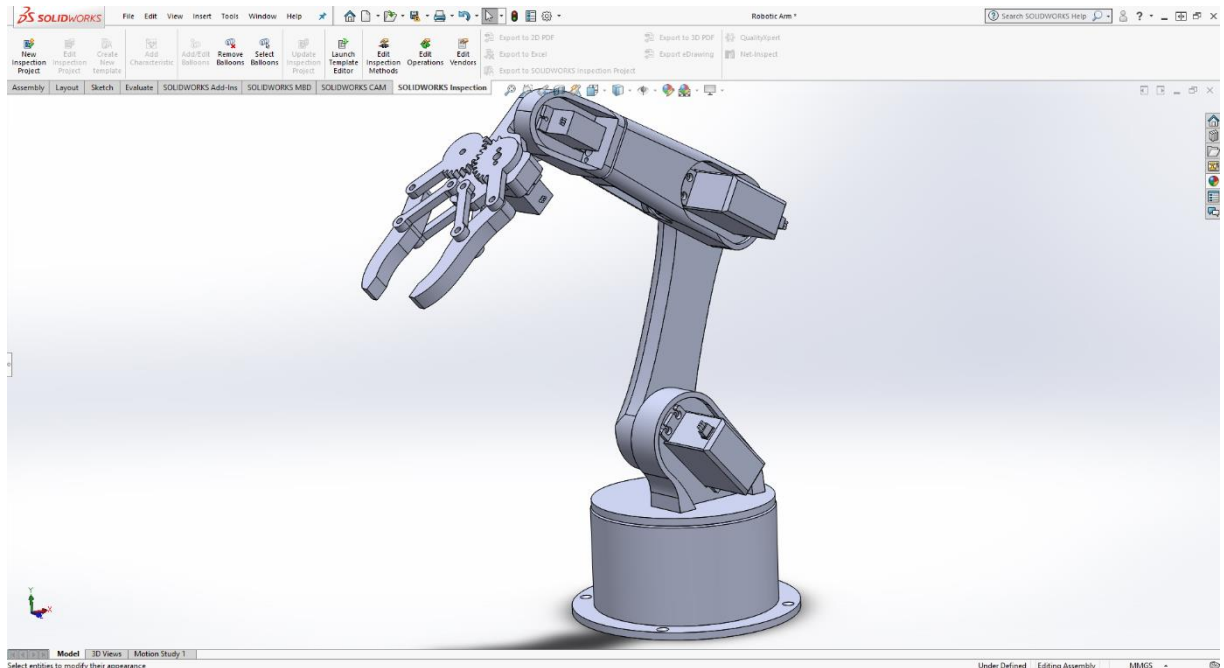 SOLIDWORKS File Edit View Insert Tools Window Help Robotic Arm * Search SOLIDWORKS Help ?
New Inspection Project
Edit Inspection Project
Create New template
Add Characteristic
Add/Edit Balloons
Remove Balloons
Select Balloons
Update Inspection Project
Launch Template Editor
Edit Inspection Methods
Edit Operations
Edit Vendors
Export to 2D PDF
Export to Excel
Export to SOLIDWORKS Inspection Project
Export to 3D PDF
Export eDrawing
QualityXpert
Net-Inspect
Assembly Layout Sketch Evaluate SOLIDWORKS Add-Ins SOLIDWORKS MBD SOLIDWORKS CAM SOLIDWORKS Inspection
Y
X
Model 3D Views Motion Study 1
Select entities to modify their appearance Under Defined Editing Assembly MMGS